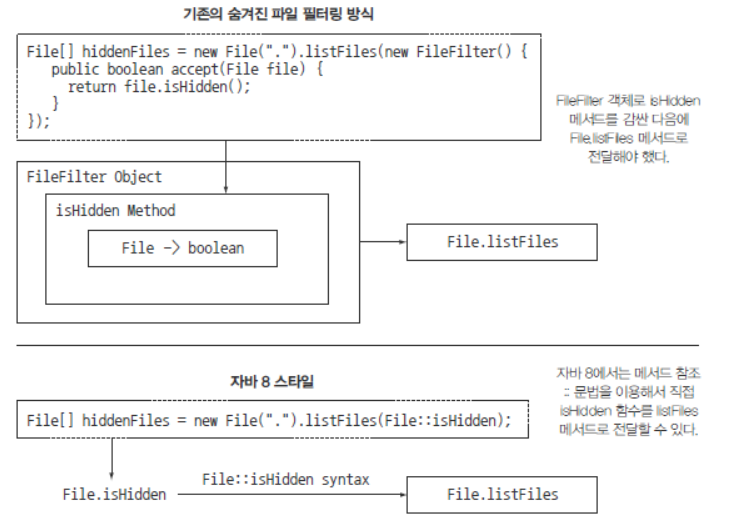 기존의 숨겨진 파일 필터링 방식
File[] hiddenFiles = new File(".").listFiles(new FileFilter() {
public boolean accept(File file) {
return file.isHidden();
}
});
FileFilter 객체로 isHidden
메서드를 감싼 다음에
File.listFiles 메서드로
전달해야 했다.
FileFilter Object
isHidden Method
File -> boolean
File.listFiles
자바 8 스타일
File[] hiddenFiles = new File(".").listFiles(File::isHidden);
자바 8에서는 메서드 참조
:: 문법을 이용해서 직접
isHidden 함수를 listFiles
메서드로 전달할 수 있다.
File.isHidden
File::isHidden syntax
File.listFiles